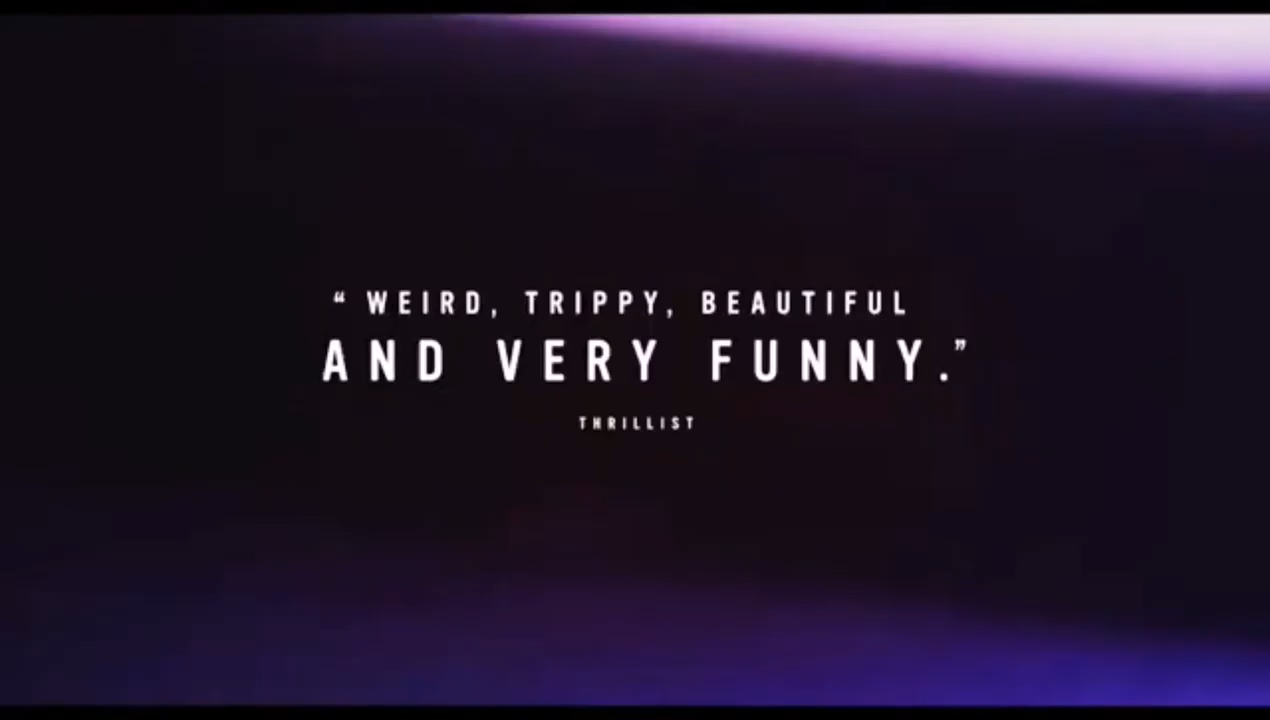 “ WEIRD, TRIPPY, BEAUTIFUL
AND VERY FUNNY.”
THRILLIST